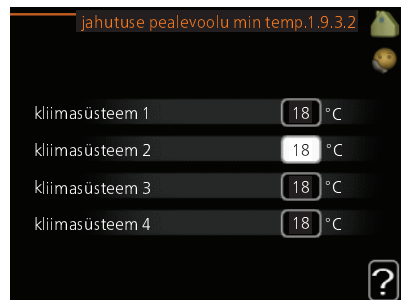 jahutuse pealevoolu min temp.1.9.3.2
kliimasüsteem 1 18 °C
kliimasüsteem 2 18 °C
kliimasüsteem 3 18 °C
kliimasüsteem 4 18 °C
?